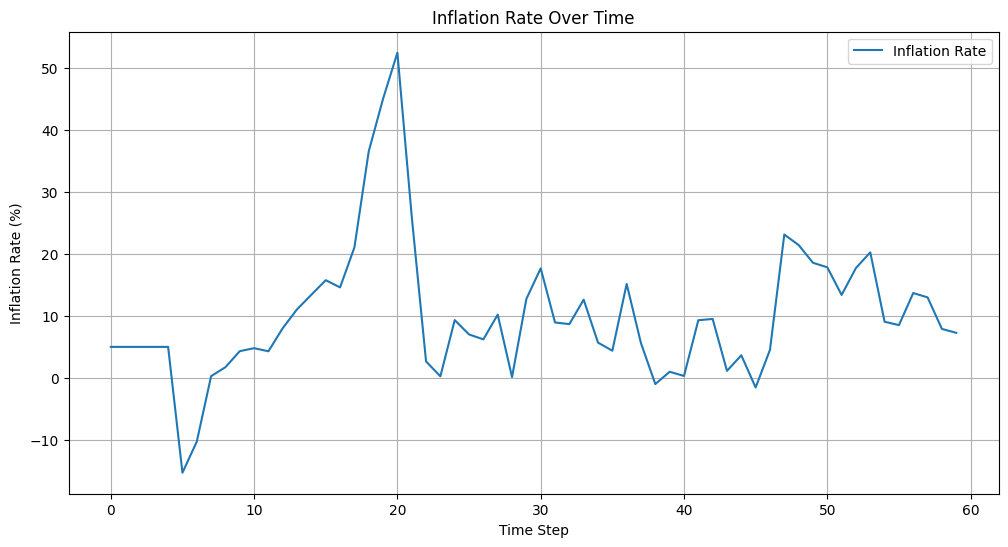 Inflation Rate Over Time
Inflation Rate
Inflation Rate (%)
50
40
30
20
10
0
−10
0 10 20 30 40 50 60
Time Step